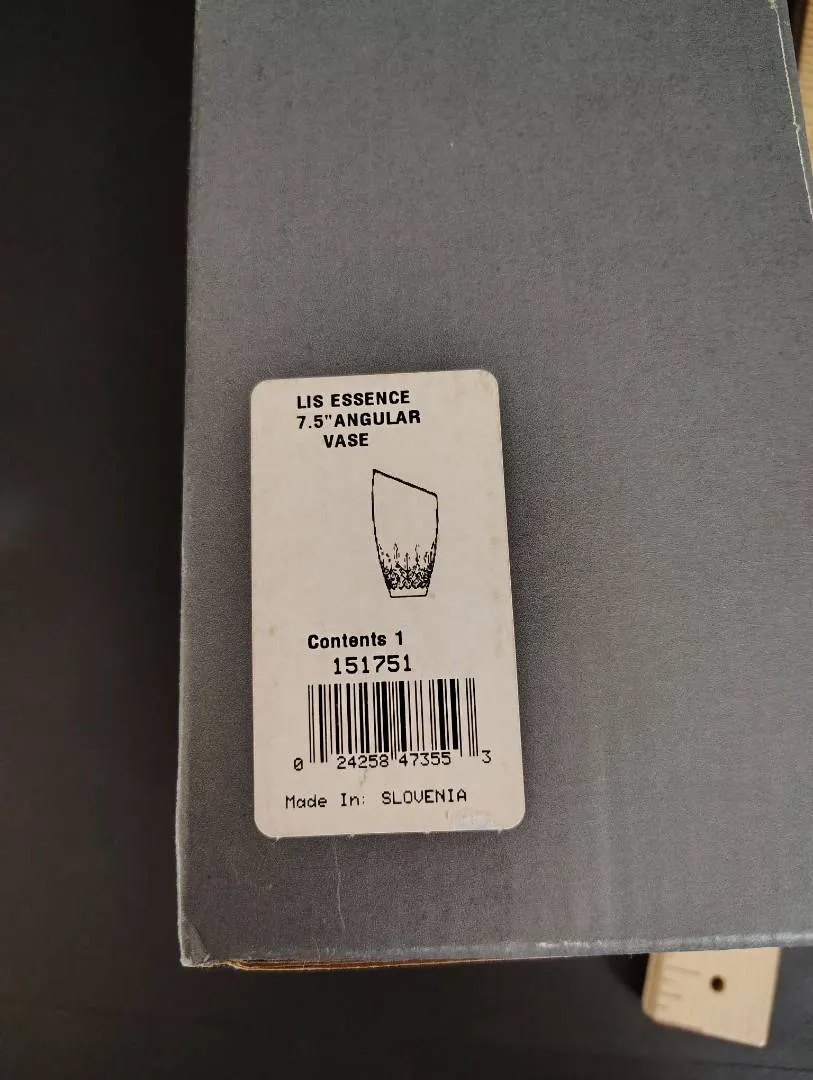 LIS ESSENCE
7.5"ANGULAR
VASE
Contents 1
151751
0 24258 47355 3
Made In: SLOVENIA